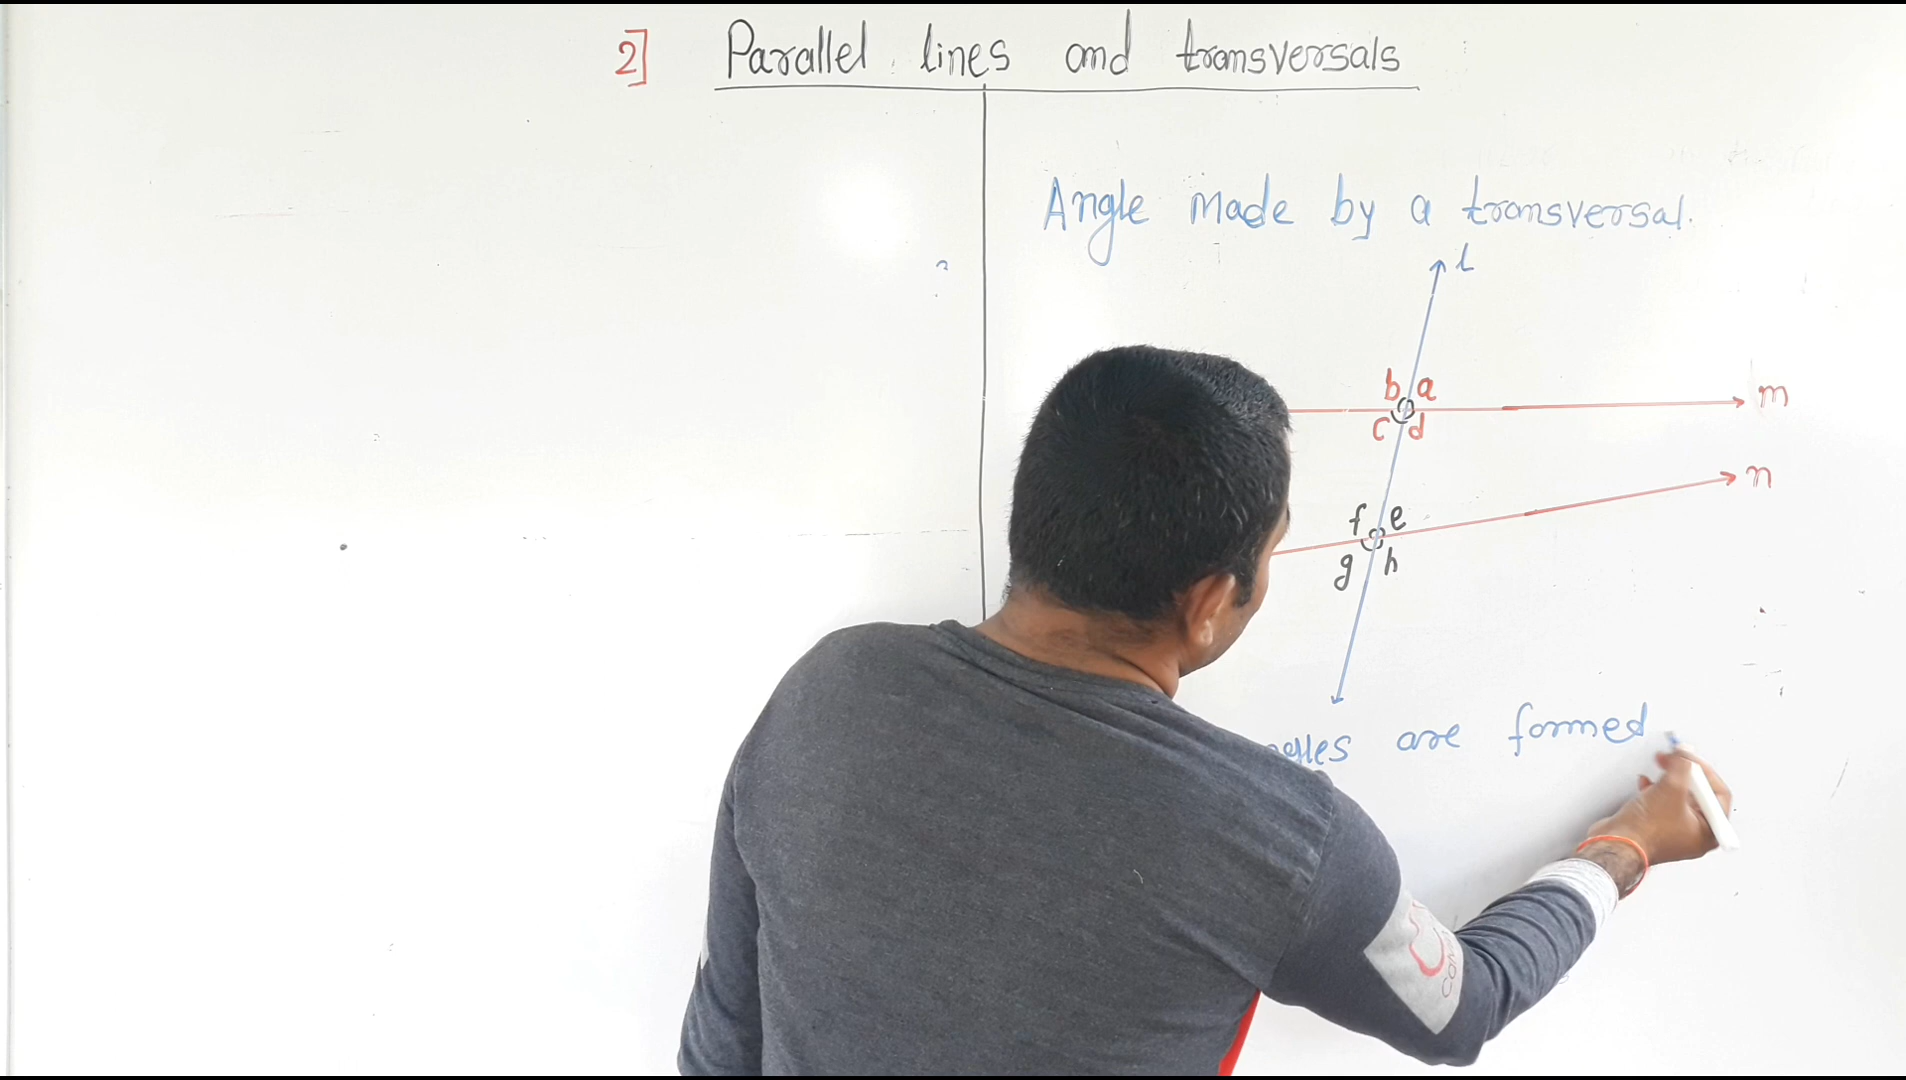 2] Parallel lines and transversals
Angle made by a transversal.
l
b a
m
c d
n
f e
g h
are formed